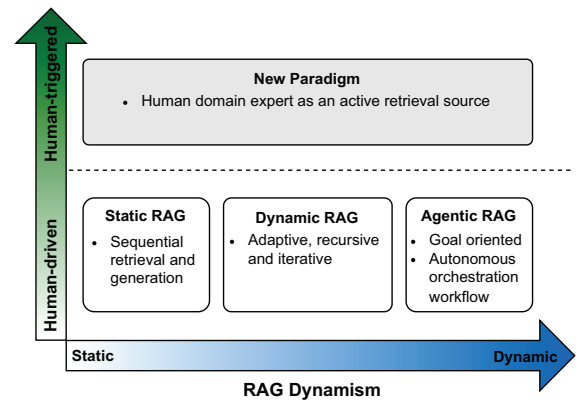 Human-triggered
Human-driven
New Paradigm
• Human domain expert as an active retrieval source
Static RAG
• Sequential
retrieval and
generation
Dynamic RAG
• Adaptive, recursive
and iterative
Agentic RAG
• Goal oriented
• Autonomous
orchestration
workflow
Static
Dynamic
RAG Dynamism